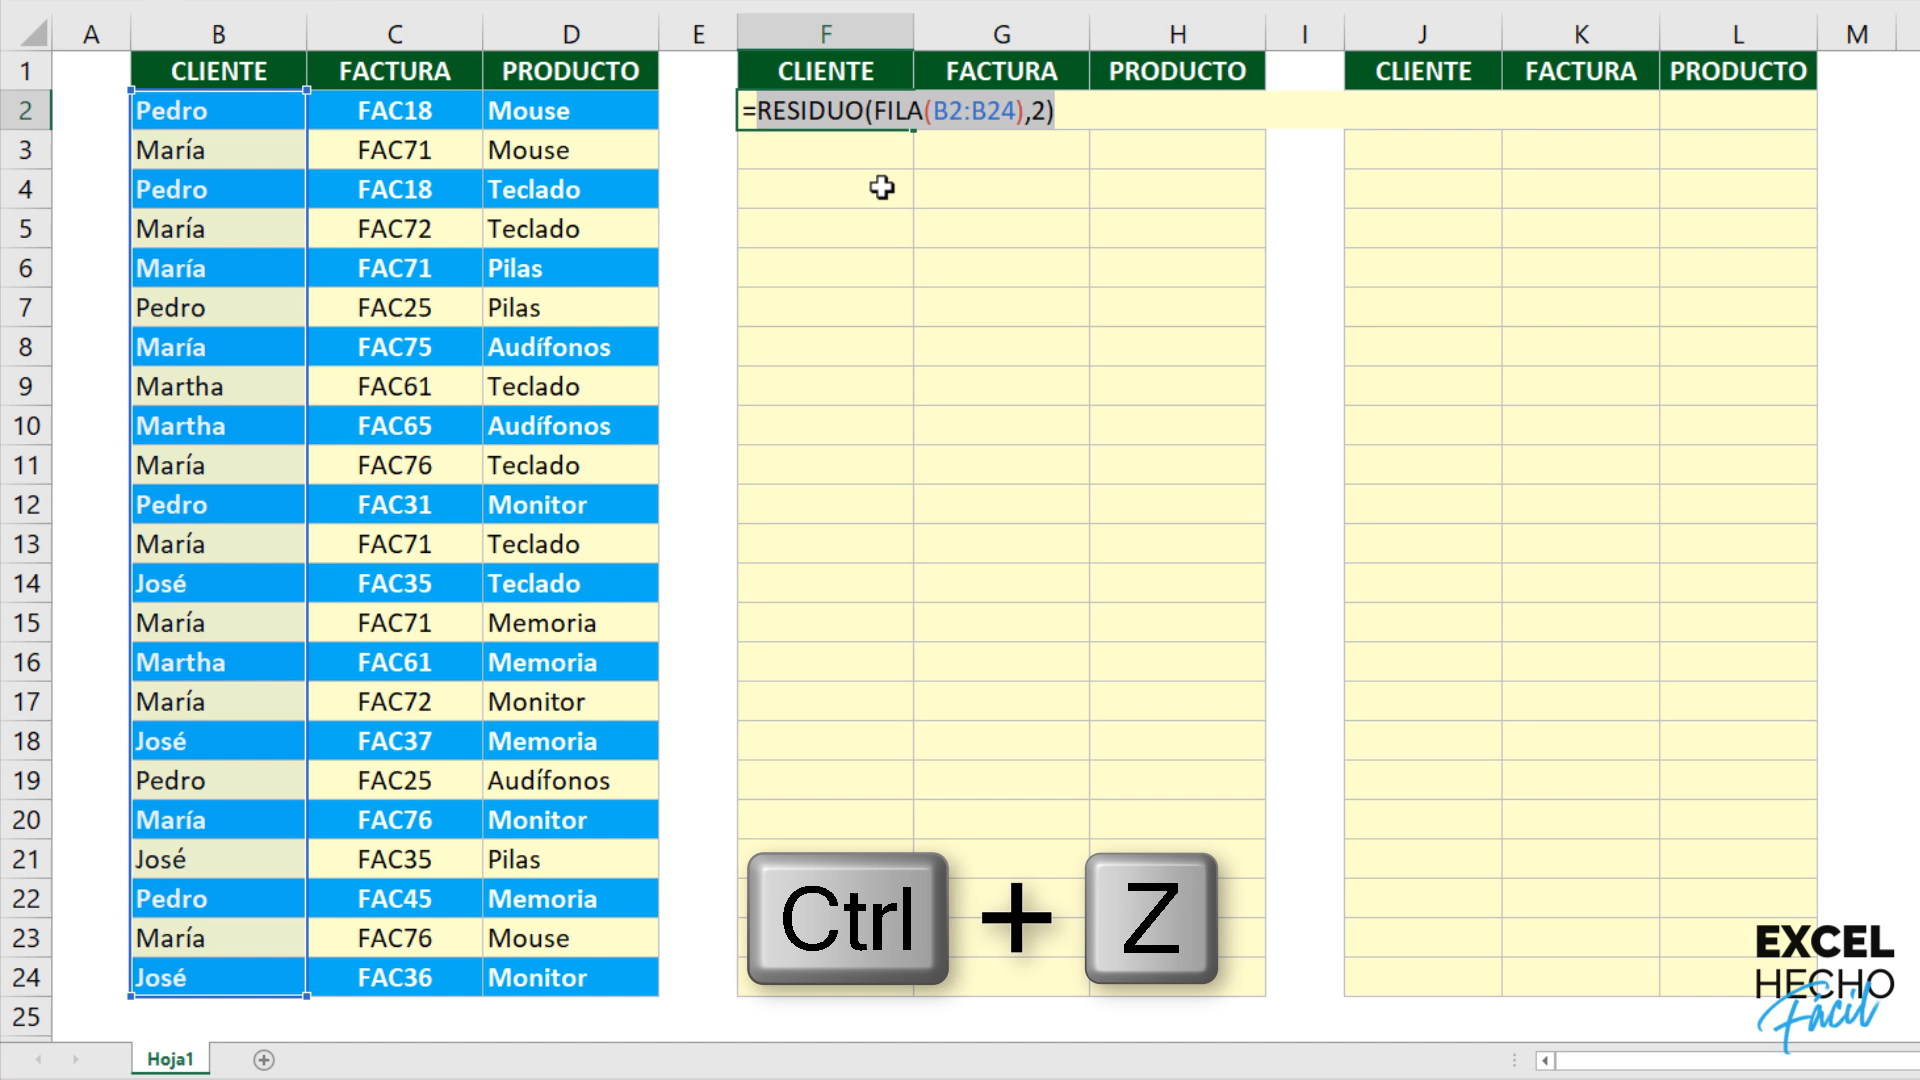 A B C D E F G H I J K L M
1 CLIENTE FACTURA PRODUCTO CLIENTE FACTURA PRODUCTO CLIENTE FACTURA PRODUCTO
2 Pedro FAC18 Mouse =RESIDUO(FILA(B2:B24),2)
3 María FAC71 Mouse
4 Pedro FAC18 Teclado
5 María FAC72 Teclado
6 María FAC71 Pilas
7 Pedro FAC25 Pilas
8 María FAC75 Audífonos
9 Martha FAC61 Teclado
10 Martha FAC65 Audífonos
11 María FAC76 Teclado
12 Pedro FAC31 Monitor
13 María FAC71 Teclado
14 José FAC35 Teclado
15 María FAC71 Memoria
16 Martha FAC61 Memoria
17 María FAC72 Monitor
18 José FAC37 Memoria
19 Pedro FAC25 Audífonos
20 María FAC76 Monitor
21 José FAC35 Pilas
22 Pedro FAC45 Memoria
23 María FAC76 Mouse
24 José FAC36 Monitor
25
Ctrl + Z
EXCEL
HECHO
Fácil
Hoja1